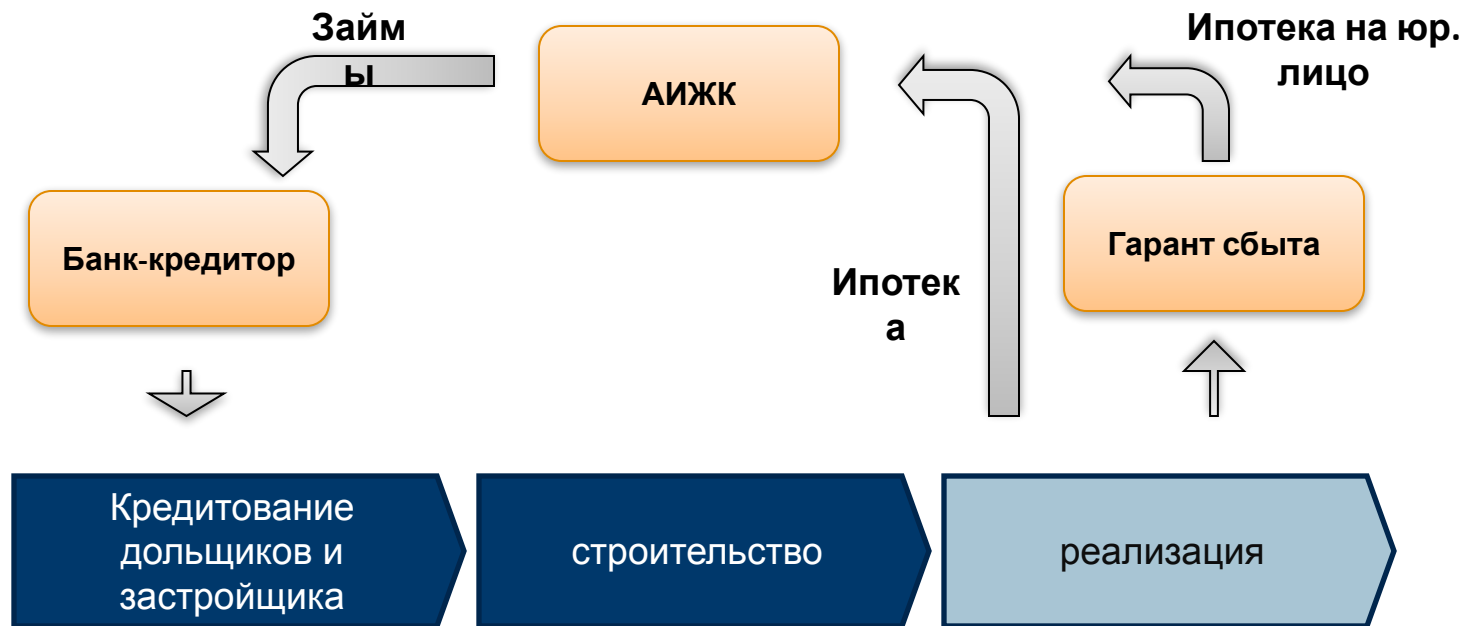 Займ
ы
АИЖК
Ипотека на юр.
лицо
Банк-кредитор
Гарант сбыта
Ипотек
а
Кредитование
дольщиков и
застройщика
строительство
реализация